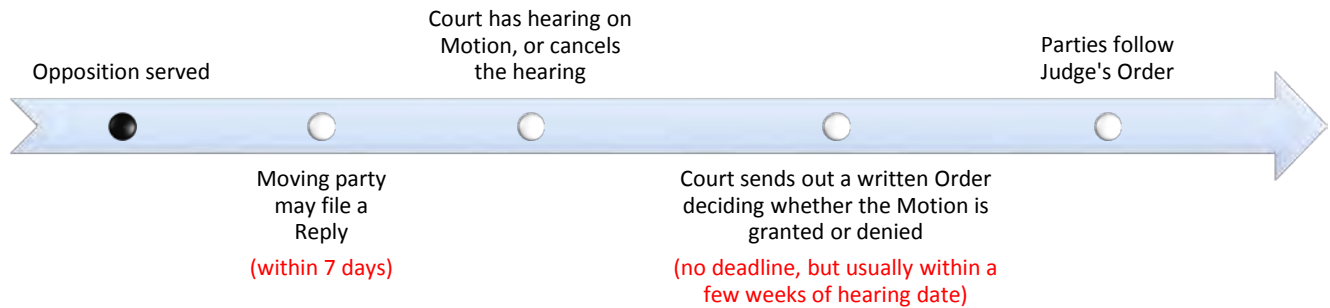 Opposition served
Moving party
may file a
Reply
(within 7 days)
Court has hearing on
Motion, or cancels
the hearing
Court sends out a written Order
deciding whether the Motion is
granted or denied
(no deadline, but usually within a
few weeks of hearing date)
Parties follow
Judge's Order